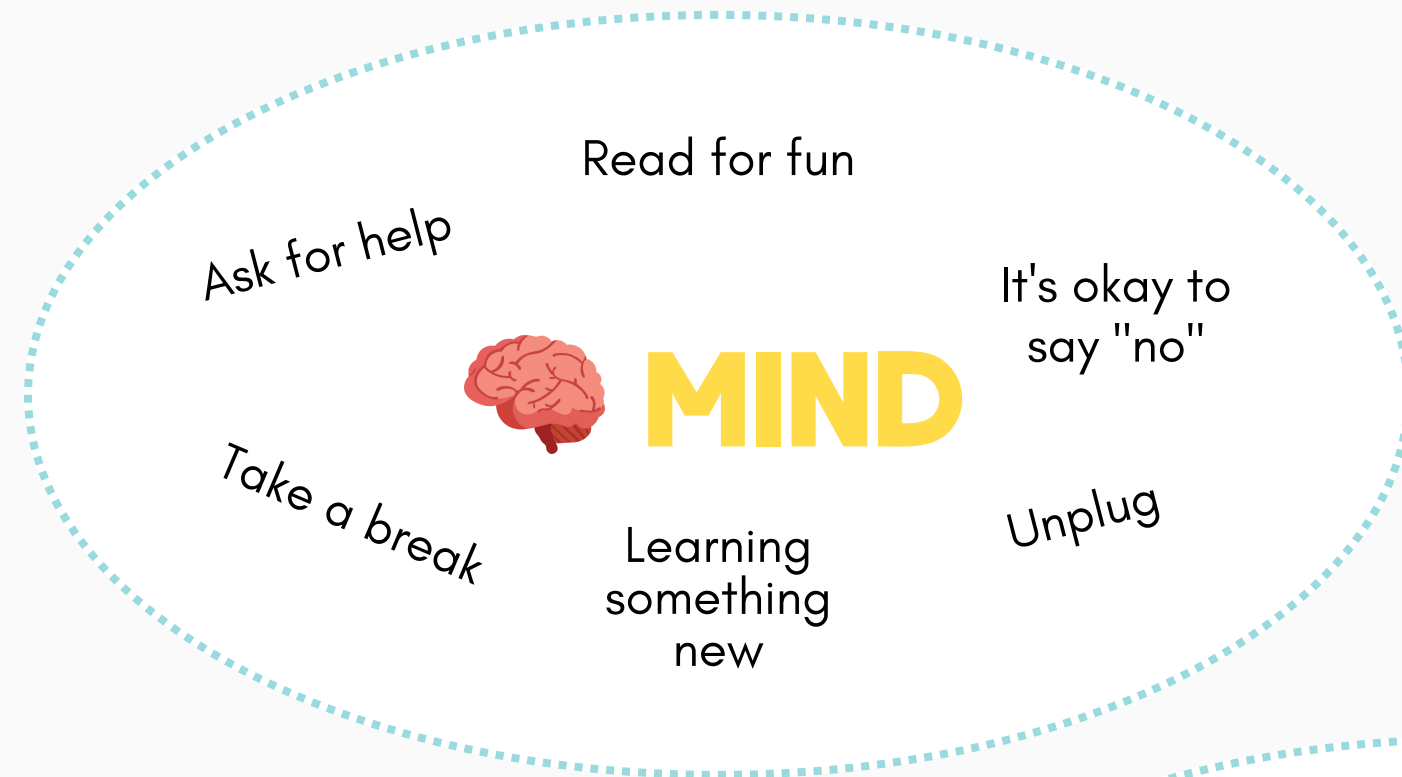 Read for fun
Ask for help
It's okay to
say "no"
MIND
Take a break
Unplug
Learning
something
new